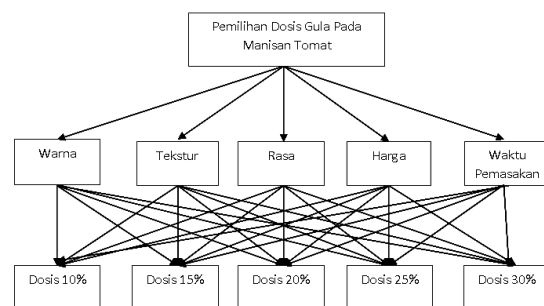 Pemilihan Dosis Gula Pada
Manisan Tomat
Warna
Tekstur
Rasa
Harga
Waktu
Pemasakan
Dosis 10%
Dosis 15%
Dosis 20%
Dosis 25%
Dosis 30%